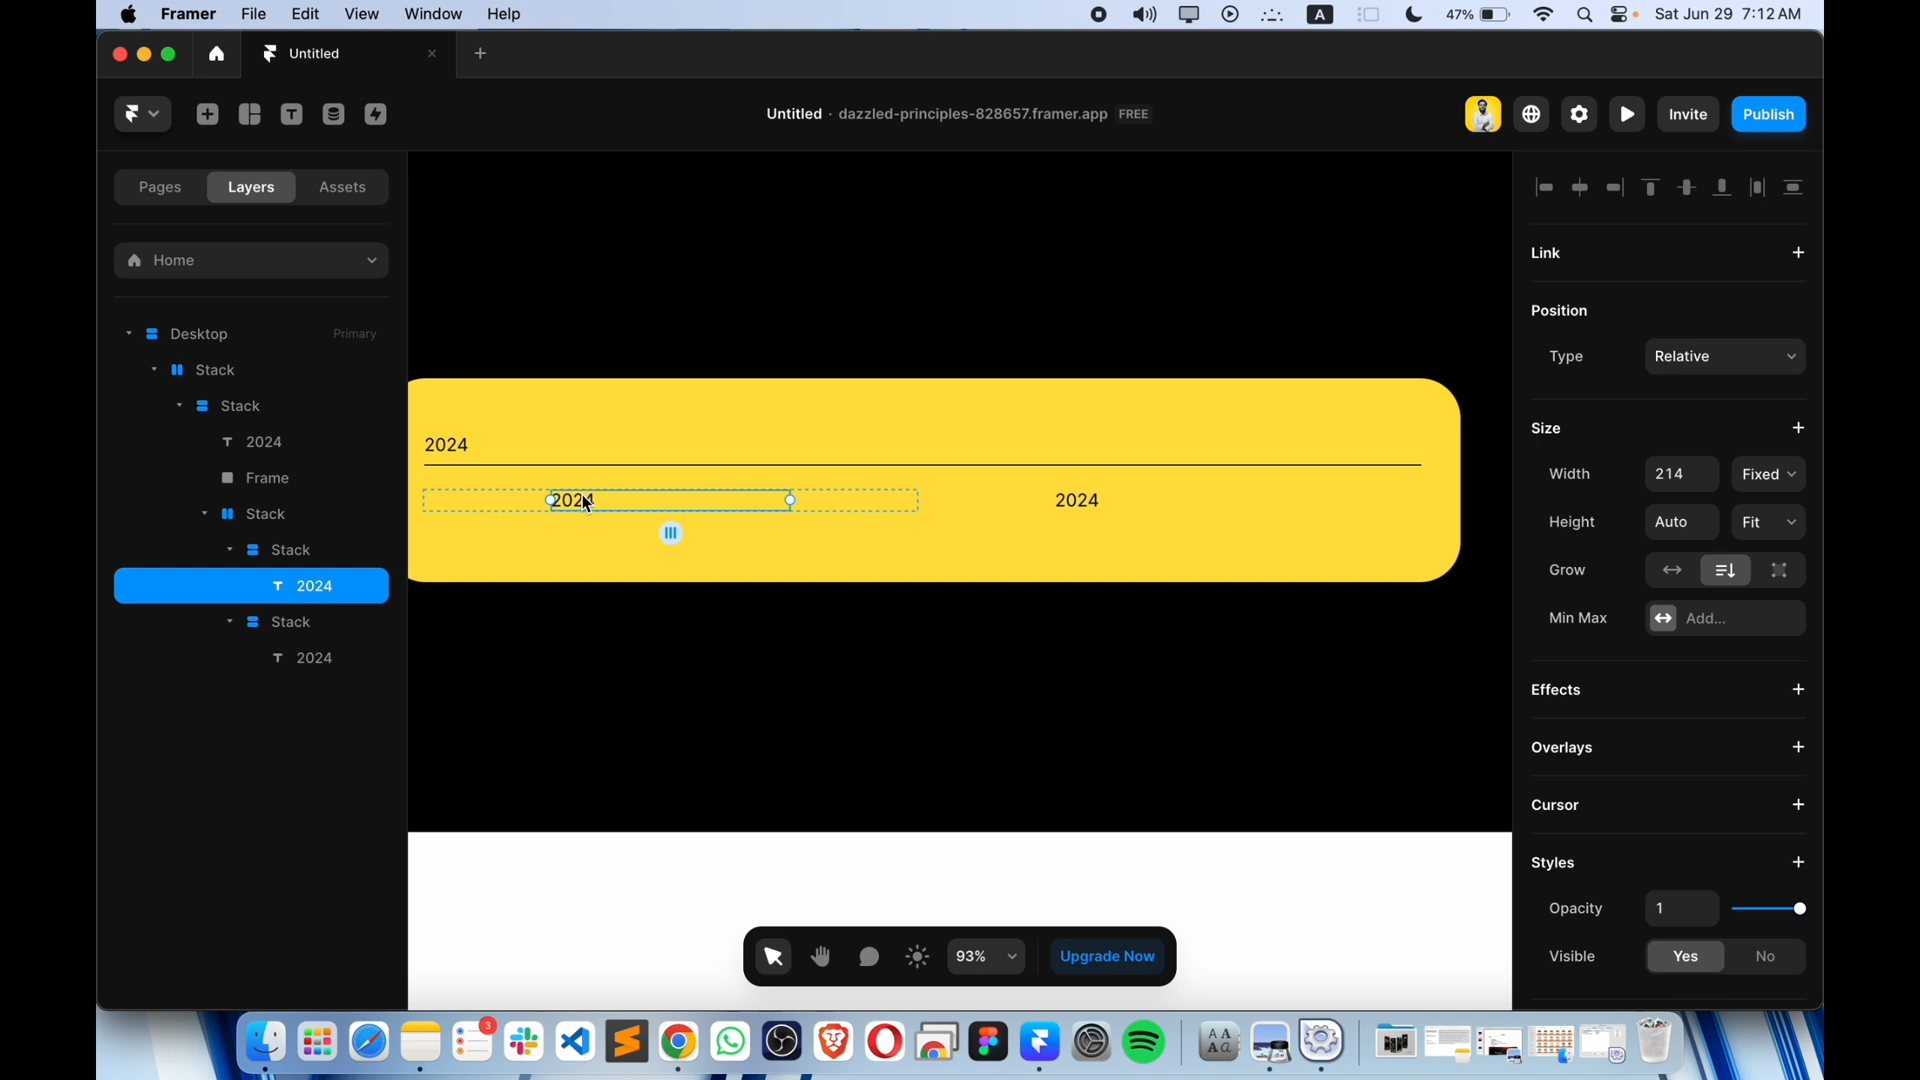 Framer File Edit View Window Help A 47% Sat Jun 29 7:12 AM
Untitled
Untitled · dazzled-principles-828657.framer.app FREE
Invite Publish
Pages Layers Assets
Home
Desktop Primary
Stack
Stack
2024
Frame
Stack
Stack
2024
Stack
2024
2024
2024
2024
Link
Position
Type Relative
Size
Width 214 Fixed
Height Auto Fit
Grow
Min Max Add...
Effects
Overlays
Cursor
Styles
Opacity 1
Visible Yes No
93% Upgrade Now
3
AA
Aa